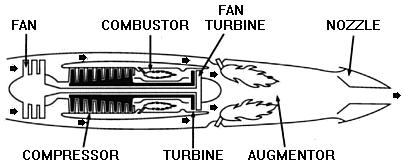 FAN
COMBUSTOR
FAN
TURBINE
NOZZLE
COMPRESSOR
TURBINE
AUGMENTOR